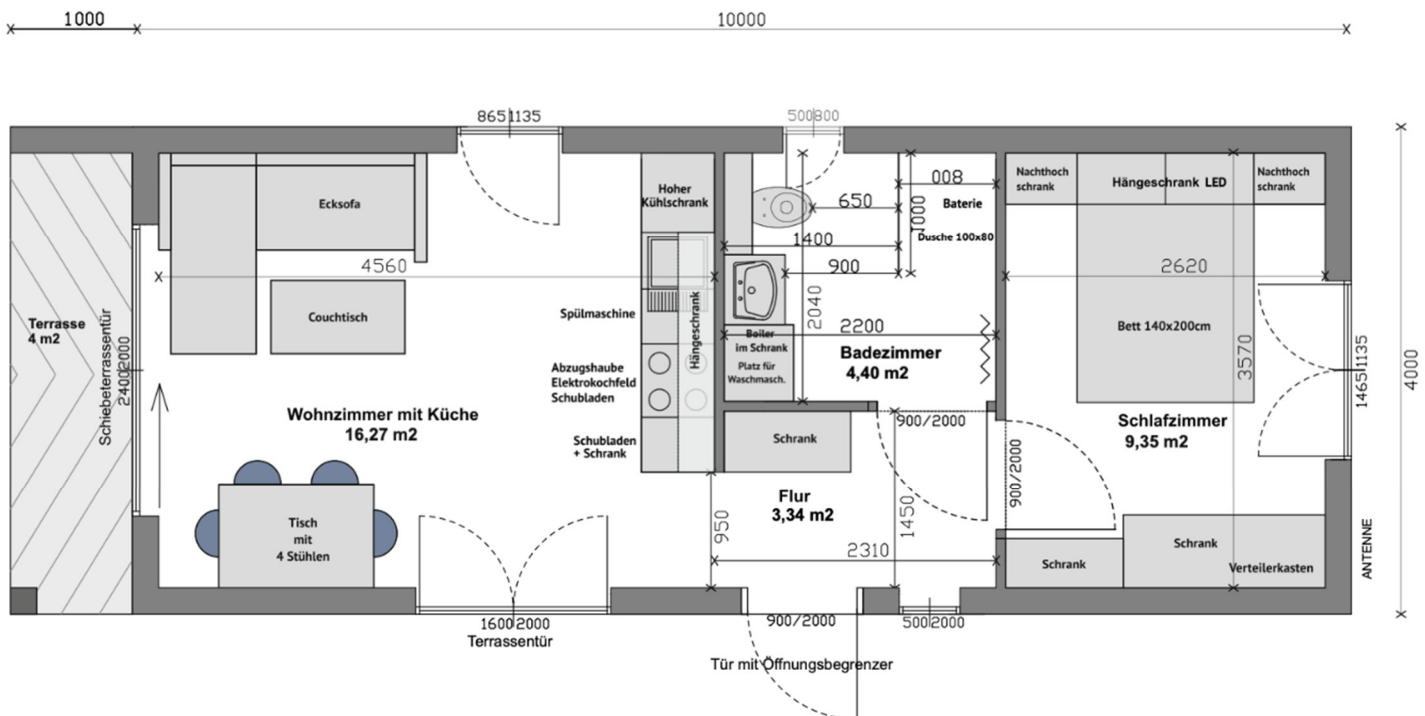 1000
10000
865|1135
500|800
Ecksofa
Hoher
Kühlschrank
650
800
1000
Baterie
Dusche 100x80
Nachthoch
schrank
Hängeschrank LED
Nachthoch
schrank
1400
900
4560
2620
2040
Couchtisch
Spülmaschine
Hängeschrank
2200
Boiler
im Schrank
Platz für
Waschmasch.
Badezimmer
4,40 m2
Bett 140x200cm
3570
1465|1135
4000
Terrasse
4 m2
Schiebeterrassentür
2400|2000
Abzugshaube
Elektrokochfeld
Schubladen
Wohnzimmer mit Küche
16,27 m2
Schubladen
+ Schrank
Schrank
900/2000
Schlafzimmer
9,35 m2
900/2000
Flur
3,34 m2
950
1450
2310
Tisch
mit
4 Stühlen
Schrank
Schrank
Verteilerkasten
ANTENNE
1600|2000
Terrassentür
900/2000
500|2000
Tür mit Öffnungsbegrenzer